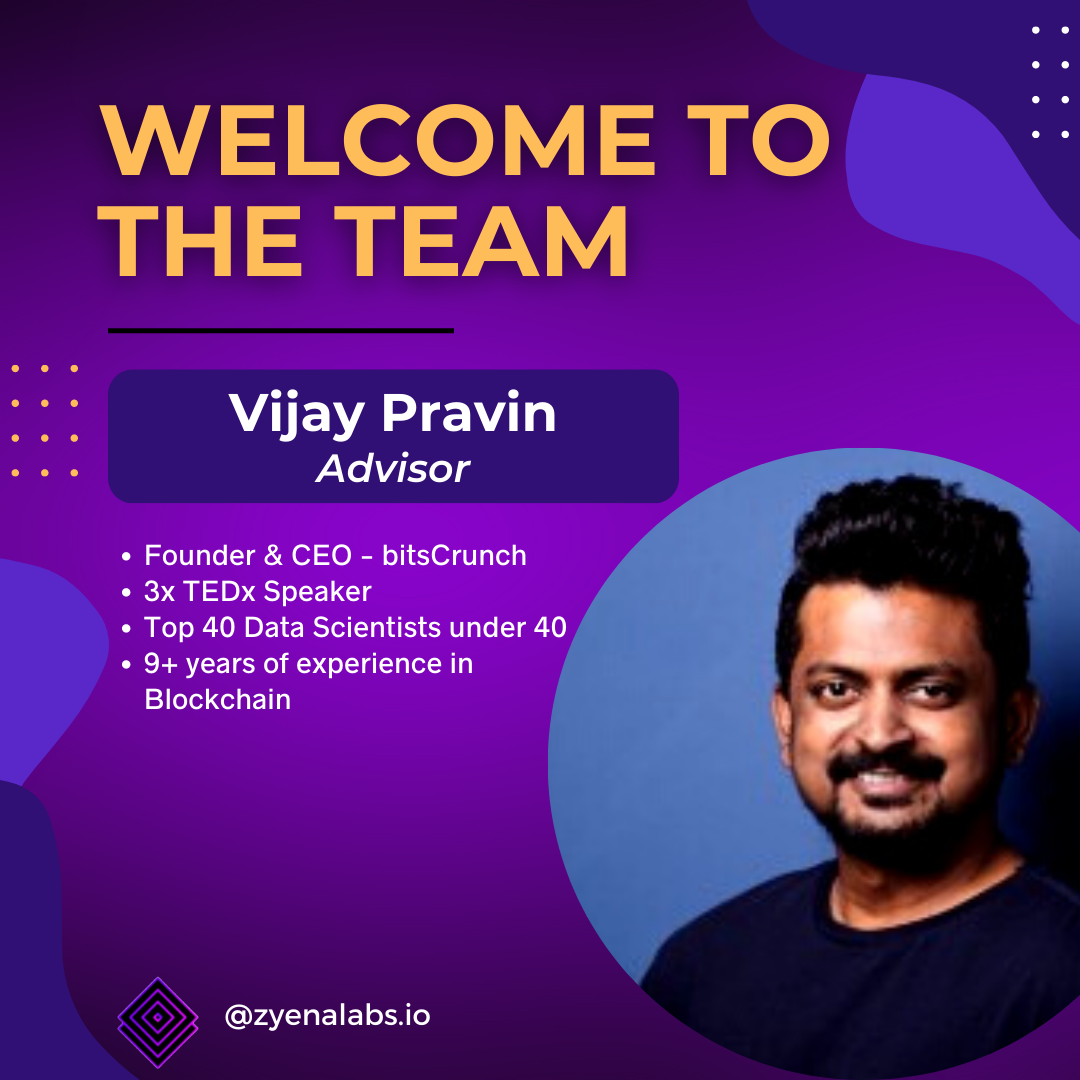 WELCOME TO
THE TEAM
Vijay Pravin
Advisor
• Founder & CEO - bitsCrunch
• 3x TEDx Speaker
• Top 40 Data Scientists under 40
• 9+ years of experience in
Blockchain
@zyenalabs.io